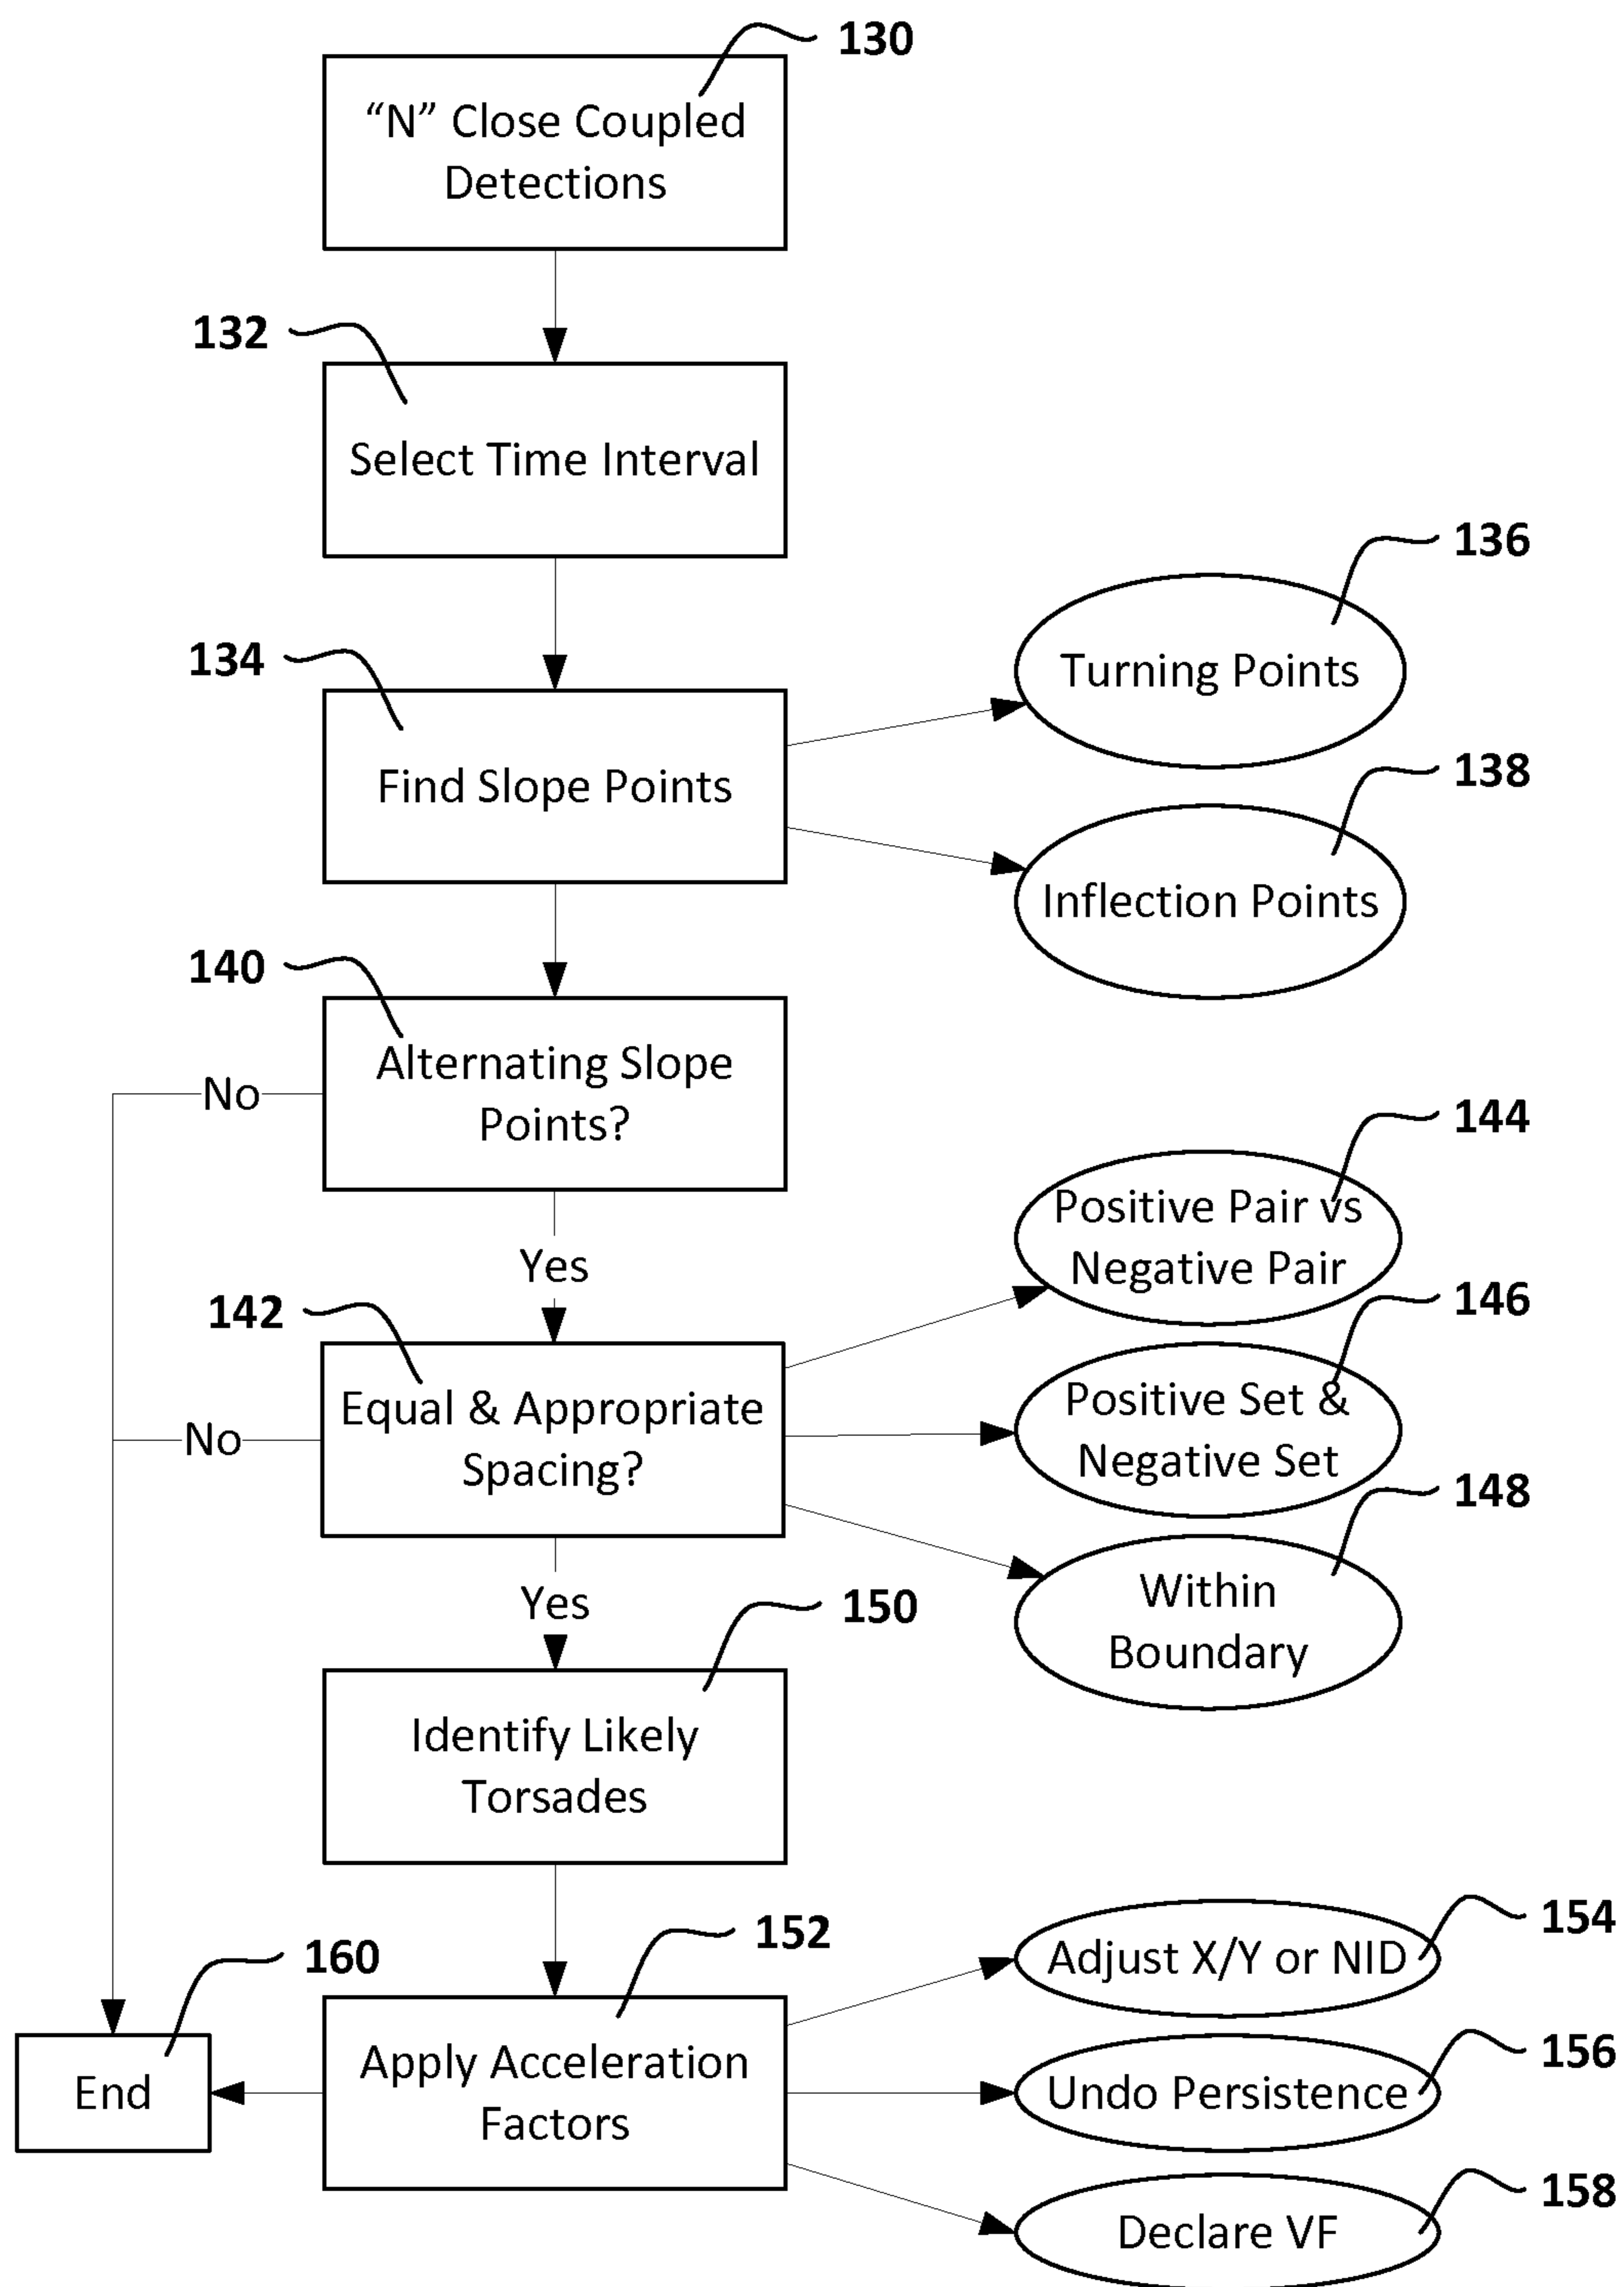 130
“N” Close Coupled
Detections
132
Select Time Interval
134
Find Slope Points
136
Turning Points
138
Inflection Points
140
Alternating Slope
Points?
No
Yes
142
Equal & Appropriate
Spacing?
No
Yes
144
Positive Pair vs
Negative Pair
146
Positive Set &
Negative Set
148
Within
Boundary
150
Identify Likely
Torsades
152
Apply Acceleration
Factors
154
Adjust X/Y or NID
156
Undo Persistence
158
Declare VF
160
End